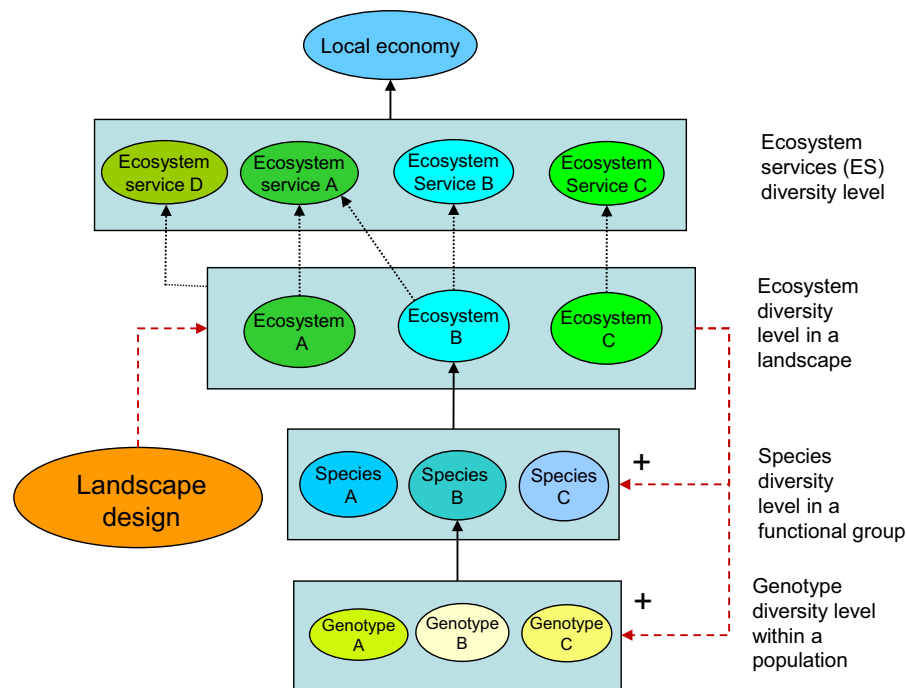 Local economy
Ecosystem
service D
Ecosystem
service A
Ecosystem
Service B
Ecosystem
Service C
Ecosystem
services (ES)
diversity level
Ecosystem
A
Ecosystem
B
Ecosystem
C
Ecosystem
diversity
level in a
landscape
Landscape
design
Species
A
Species
B
Species
C
+
Species
diversity
level in a
functional group
Genotype
A
Genotype
B
Genotype
C
+
Genotype
diversity level
within a
population